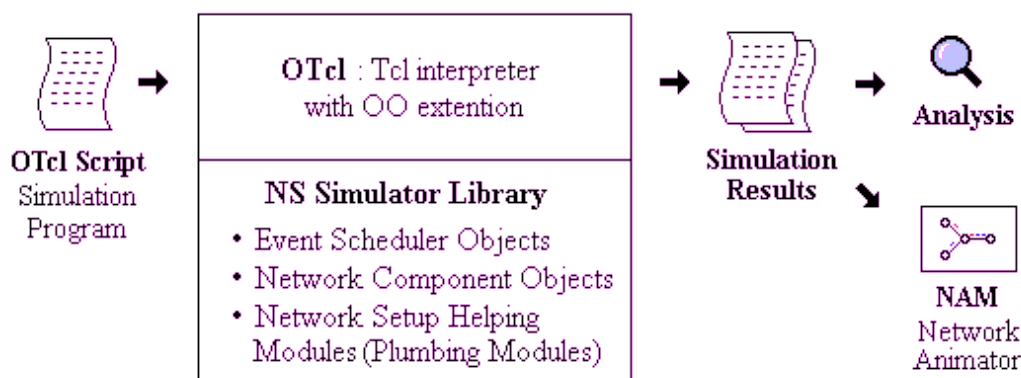 OTcl Script
Simulation
Program
OTcl : Tcl interpreter
with OO extention
NS Simulator Library
• Event Scheduler Objects
• Network Component Objects
• Network Setup Helping
Modules (Plumbing Modules)
Simulation
Results
Analysis
NAM
Network
Animator